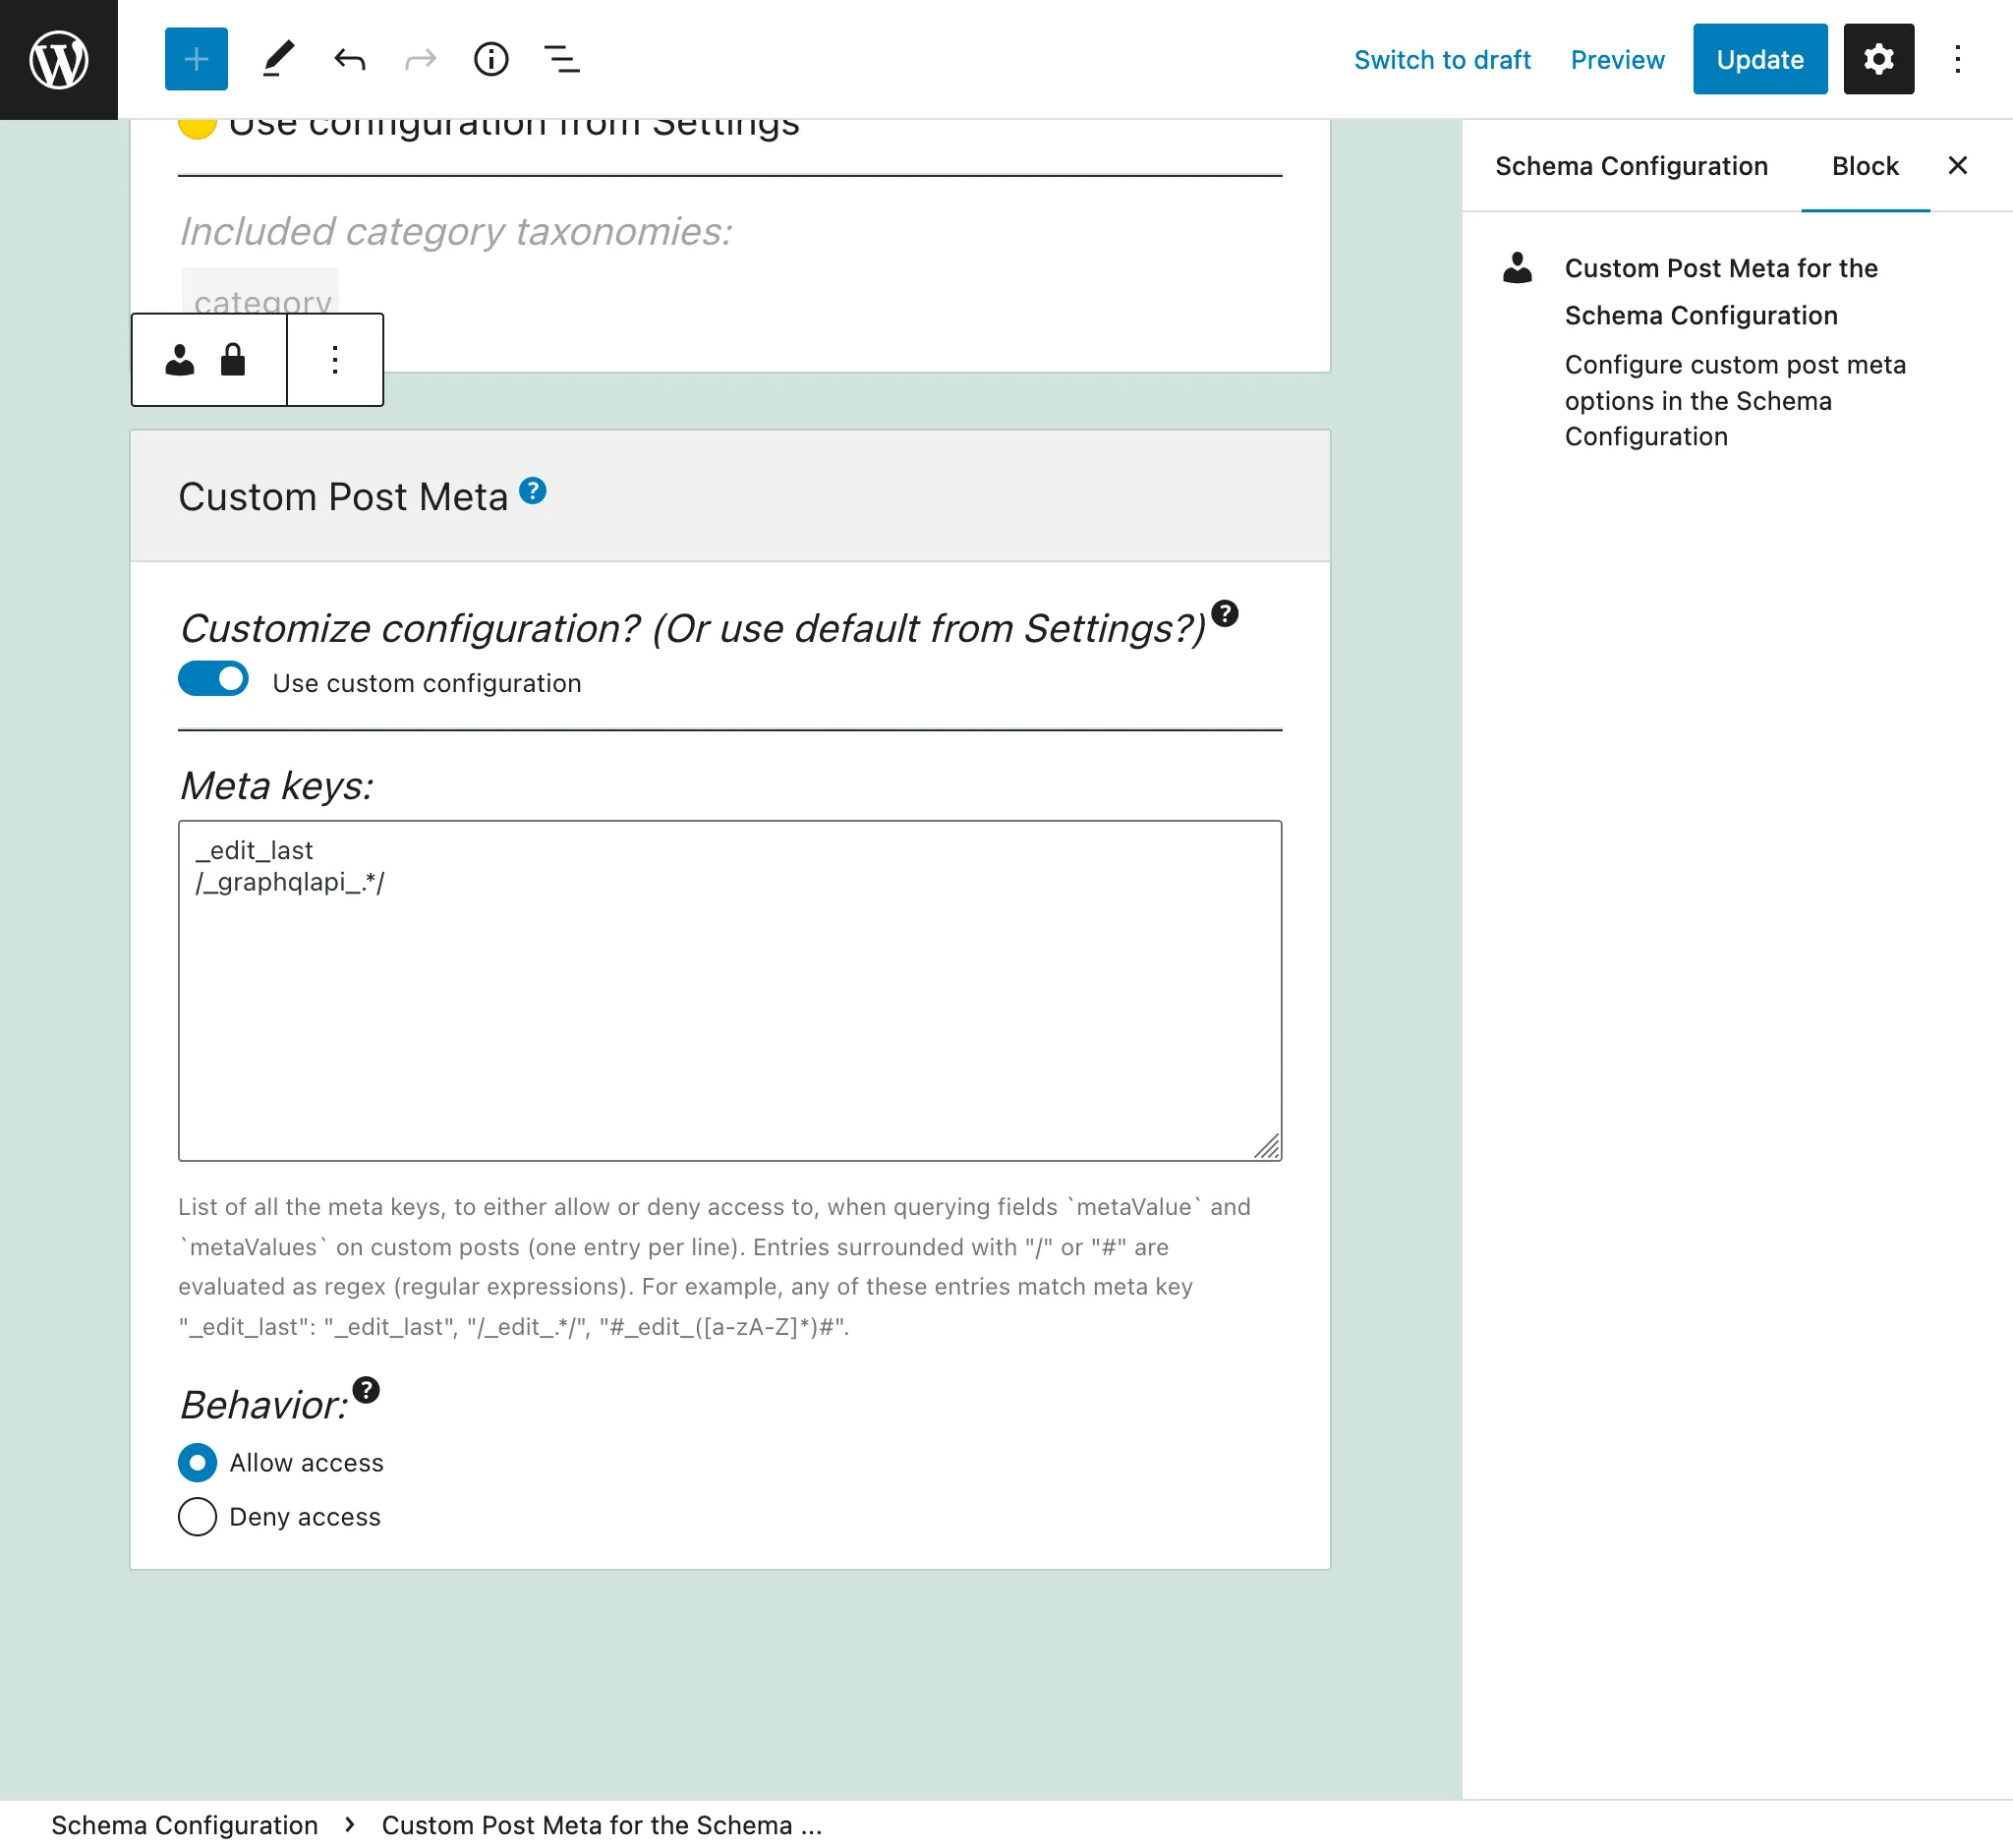 Switch to draft
Preview
Update
Use configuration from Settings
Included category taxonomies:
category
Custom Post Meta
Customize configuration? (Or use default from Settings?)
Use custom configuration
Meta keys:
_edit_last
/_graphqlapi_.*/
List of all the meta keys, to either allow or deny access to, when querying fields `metaValue` and
`metaValues` on custom posts (one entry per line). Entries surrounded with "/" or "#" are
evaluated as regex (regular expressions). For example, any of these entries match meta key
"_edit_last": "_edit_last", "/_edit_.*/", "#_edit_([a-zA-Z]*)#".
Behavior:
Allow access
Deny access
Schema Configuration
Block
Custom Post Meta for the
Schema Configuration
Configure custom post meta
options in the Schema
Configuration
Schema Configuration › Custom Post Meta for the Schema ...